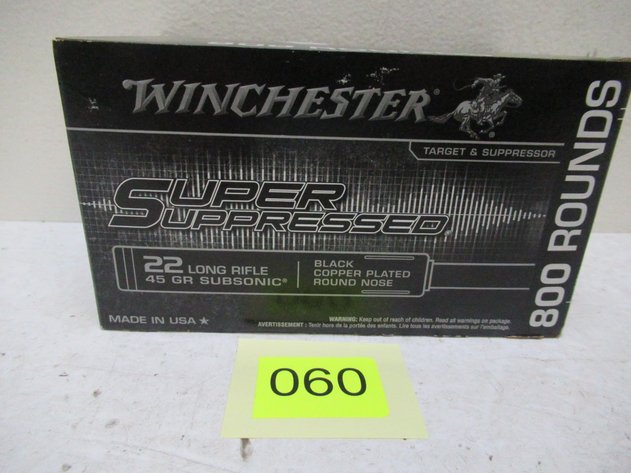 WINCHESTER
TARGET & SUPPRESSOR
SUPER
SUPPRESSED
22 LONG RIFLE
45 GR SUBSONIC®
BLACK
COPPER PLATED
ROUND NOSE
800 ROUNDS
MADE IN USA ★
WARNING: Keep out of reach of children. Read all warnings on package.
AVERTISSEMENT : Tenir hors de la portée des enfants. Lire tous les avertissements sur l'emballage.
060